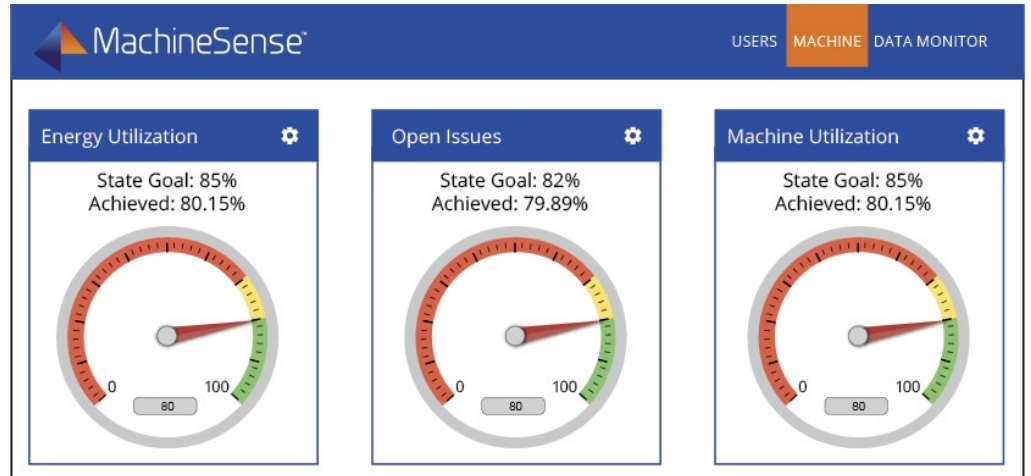 MachineSense™
USERS MACHINE DATA MONITOR
Energy Utilization
State Goal: 85%
Achieved: 80.15%
0
100
80
Open Issues
State Goal: 82%
Achieved: 79.89%
0
100
80
Machine Utilization
State Goal: 85%
Achieved: 80.15%
0
100
80